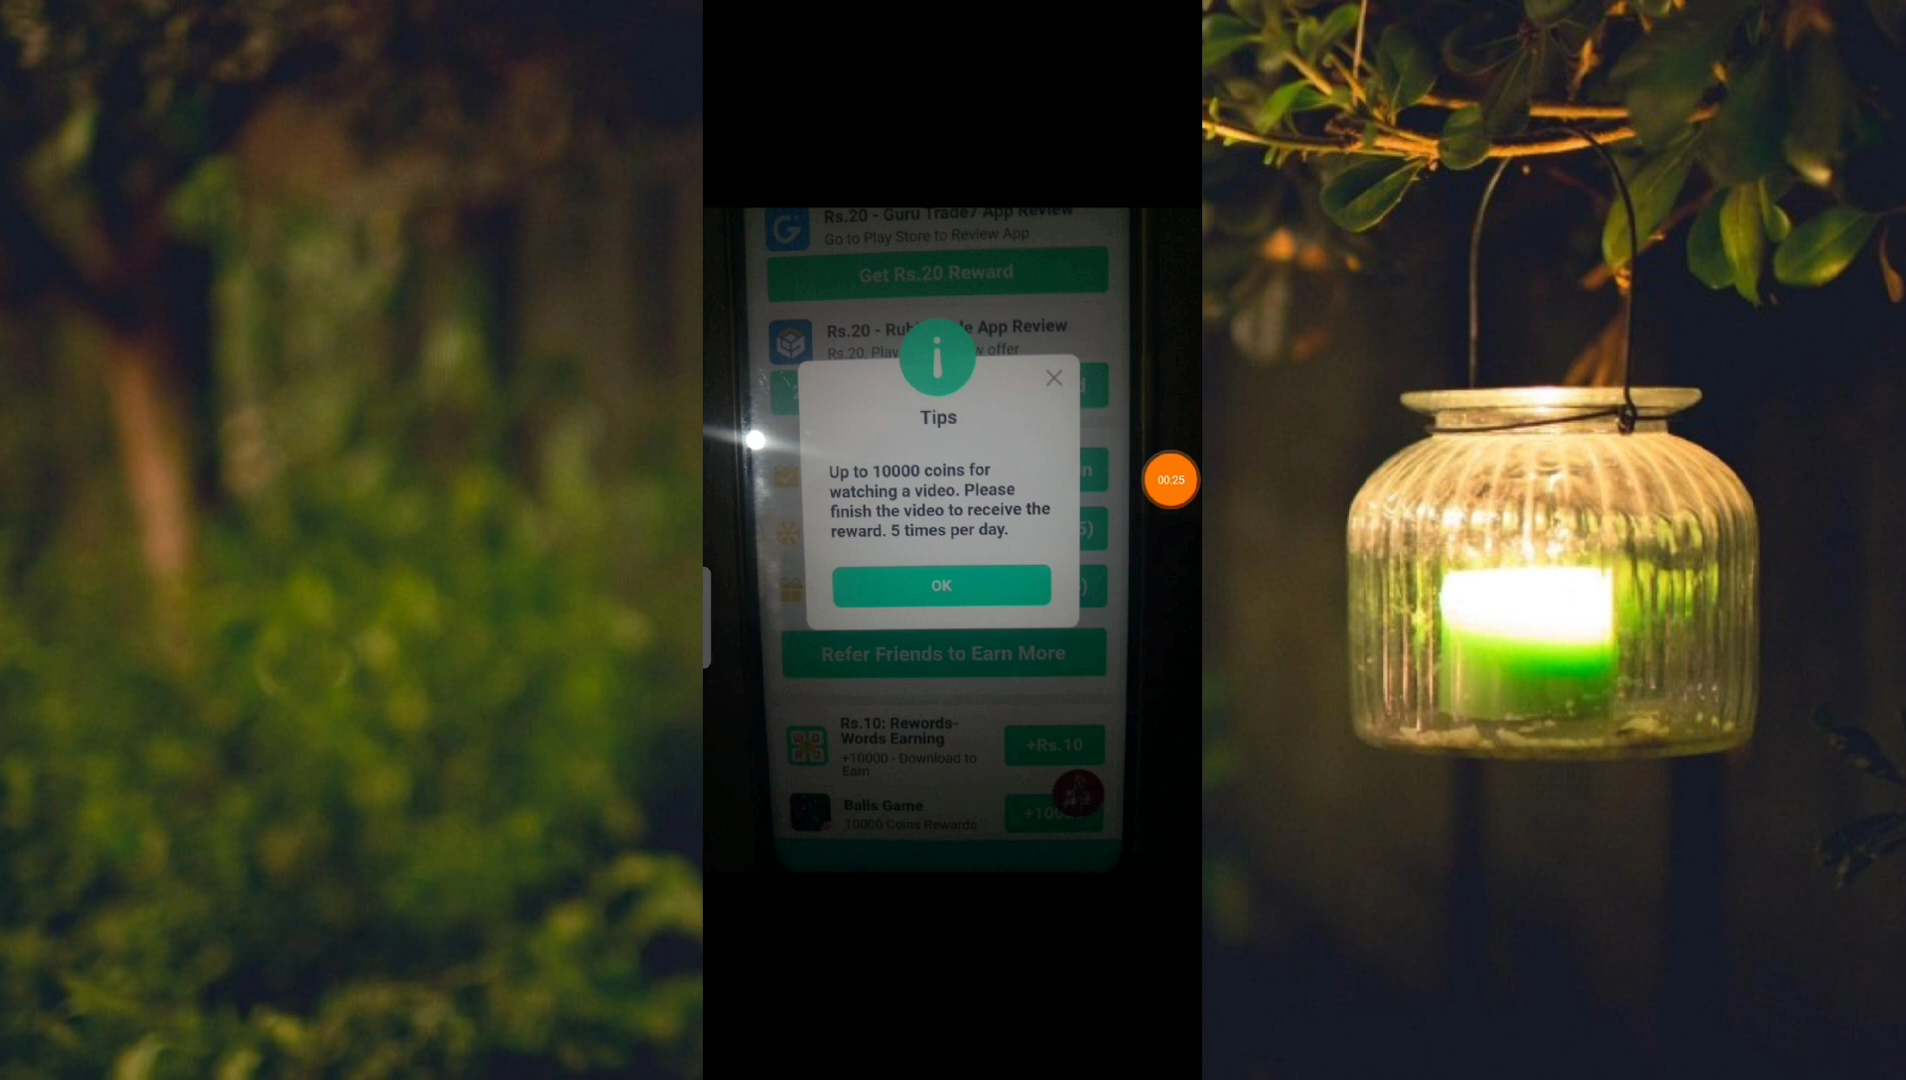 Rs.20 - Guru Trade7 App Review
Go to Play Store to Review App
Get Rs.20 Reward
App Review
Rs.20, Play
offer
Tips
Up to 10000 coins for
watching a video. Please
finish the video to receive the
reward. 5 times per day.
OK
00:25
Refer Friends to Earn More
Rs.10: Rewords-
Words Earning
+10000 - Download to
Earn
+Rs.10
Balls Game
10000 Coins Rewards